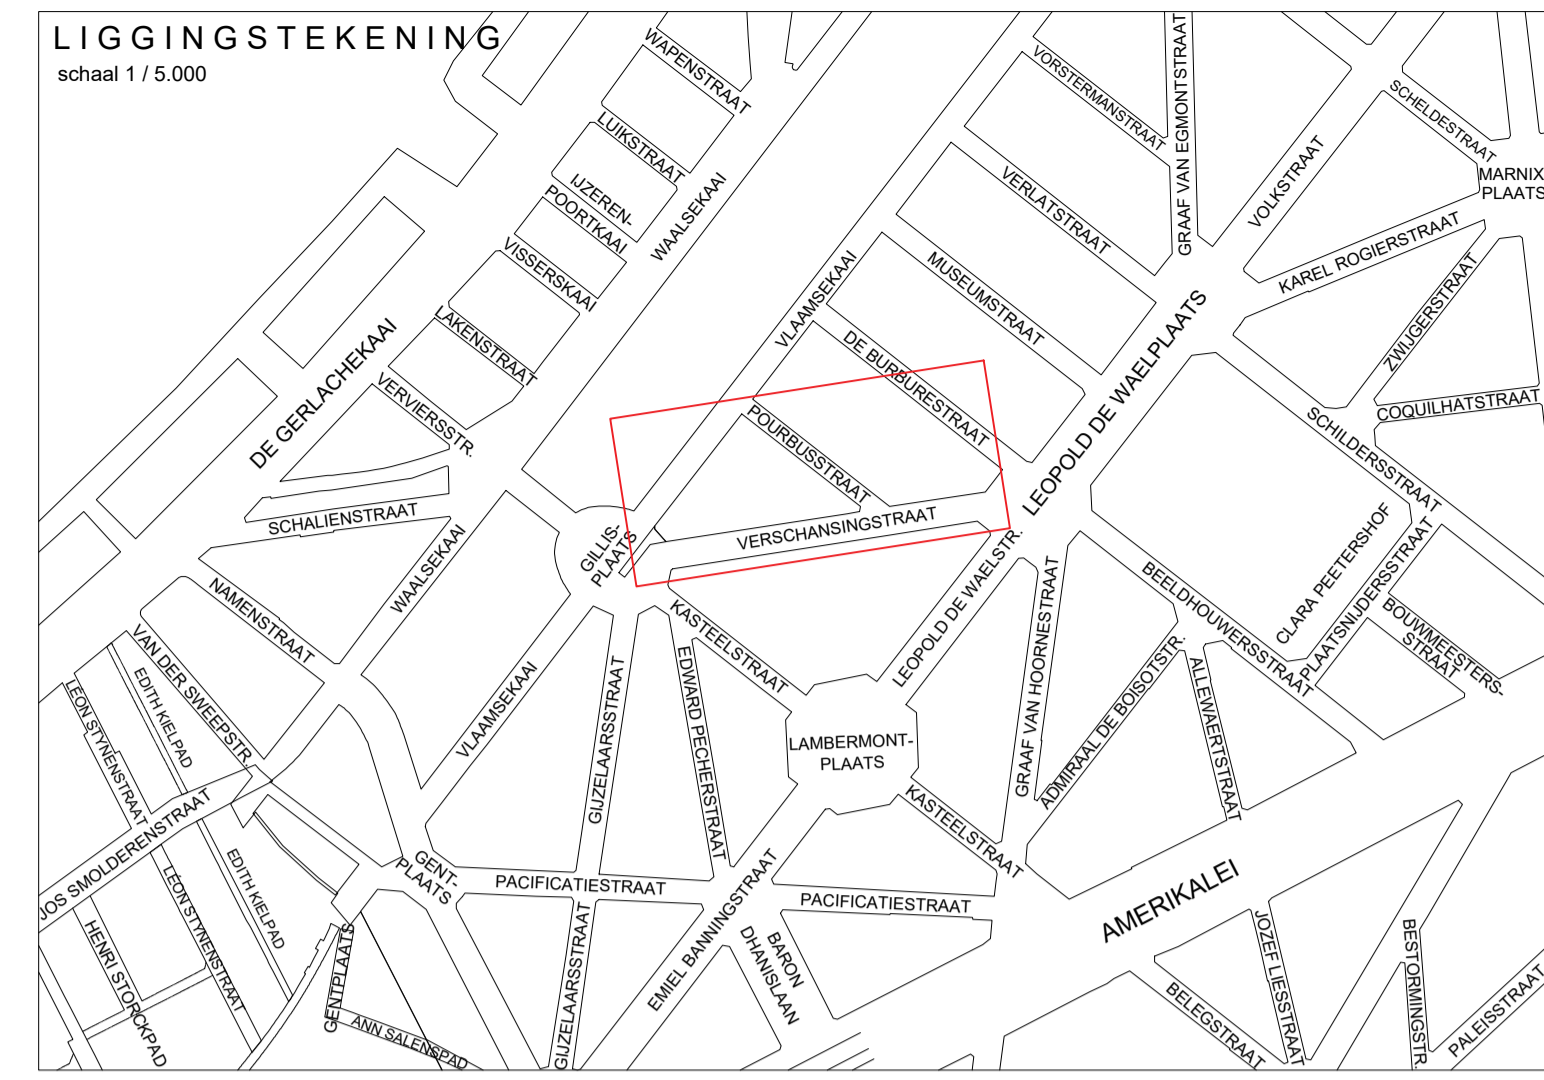 LIGGINGSTEKENING
schaal 1 / 5.000
WAPENSTRAAT
LUIKSTRAAT
IJZEREN-
POORTKAAI
VISSERSKAAI
LAKENSTRAAT
VERVIERSSTR.
DE GERLACHEKAAI
WAALSEKAAI
VORSTERMANSTRAAT
GRAAF VAN EGMONTSTRAAT
VERLATSTRAAT
VOLKSTRAAT
SCHELDESTRAAT
MARNIX
PLAATS
KAREL ROGIERSTRAAT
ZWIJGERSTRAAT
COQUILHATSTRAAT
SCHILDERSSTRAAT
MUSEUMSTRAAT
VLAAMSEKAAI
DE BURBURESTRAAT
LEOPOLD DE WAELPLAATS
POURBUSSTRAAT
VERSCHANSINGSTRAAT
GILLIS-
PLAATS
SCHALIENSTRAAT
WAALSEKAAI
NAMENSTRAAT
VAN DER SWEEPSTR.
EDITH KIELPAD
LÉON STYNENSTRAAT
JOS SMOLDERENSTRAAT
EDITH KIELPAD
LÉON STYNENSTRAAT
HENRI STORCKPAD
GENTPLAATS
ANN SALENSPAD
GENT-
PLAATS
VLAAMSEKAAI
GIJZELAARSSTRAAT
EDWARD PECHERSTRAAT
KASTEELSTRAAT
LEOPOLD DE WAELSTR.
LAMBERMONT-
PLAATS
GRAAF VAN HOORNESTRAAT
ADMIRAAL DE BOISOTSTR.
BEELDHOUWERSSTRAAT
ALLEWAERTSTRAAT
CLARA PEETERSHOF
PLAATSNIJDERSSTRAAT
BOUWMEESTERS-
STRAAT
KASTEELSTRAAT
PACIFICATIESTRAAT
PACIFICATIESTRAAT
GIJZELAARSSTRAAT
EMIEL BANNINGSTRAAT
BARON
DHANISLAAN
AMERIKALEI
BELEGSTRAAT
JOZEF LIESSTRAAT
BESTORMINGSTR.
PALEISSTRAAT